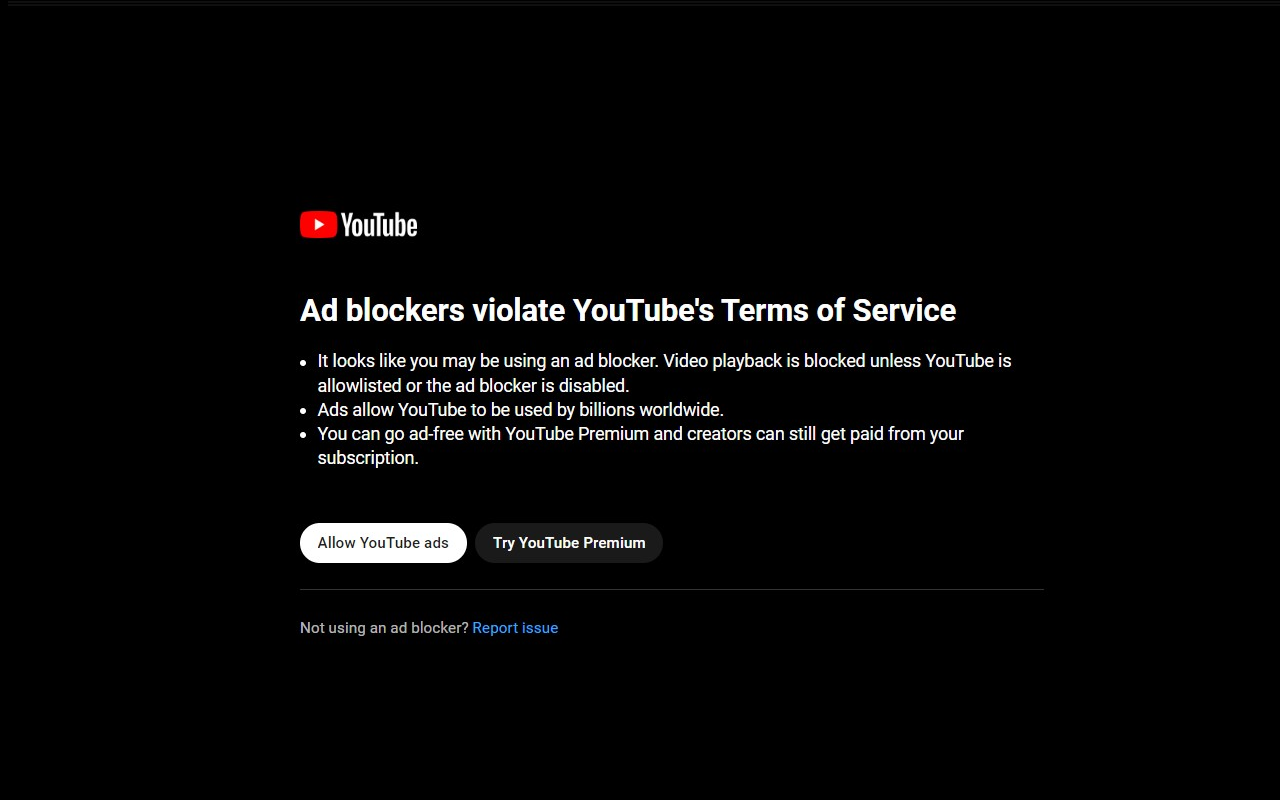 YouTube
Ad blockers violate YouTube's Terms of Service
• It looks like you may be using an ad blocker. Video playback is blocked unless YouTube is
allowlisted or the ad blocker is disabled.
• Ads allow YouTube to be used by billions worldwide.
• You can go ad-free with YouTube Premium and creators can still get paid from your
subscription.
Allow YouTube ads Try YouTube Premium
Not using an ad blocker? Report issue